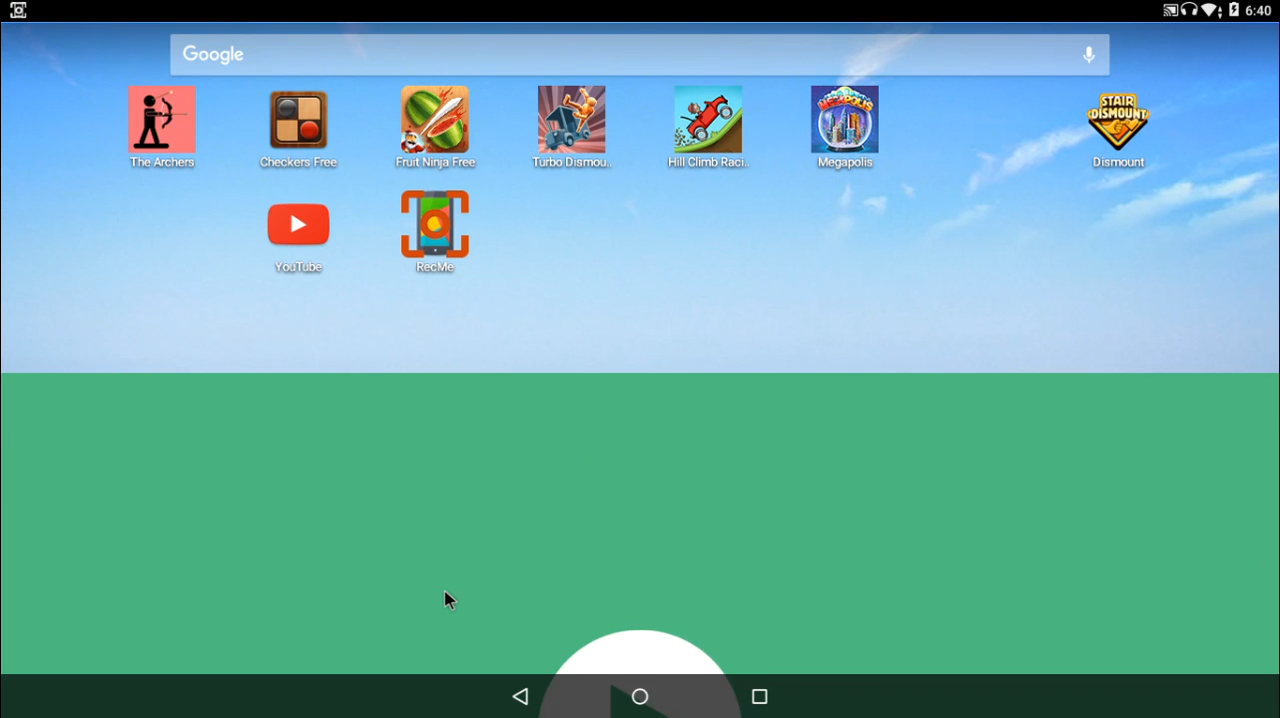 6:40
Google
The Archers
Checkers Free
Fruit Ninja Free
Turbo Dismou..
Hill Climb Raci..
MEGAPOLIS
Megapolis
STAIR
DISMOUNT
Dismount
YouTube
RecMe